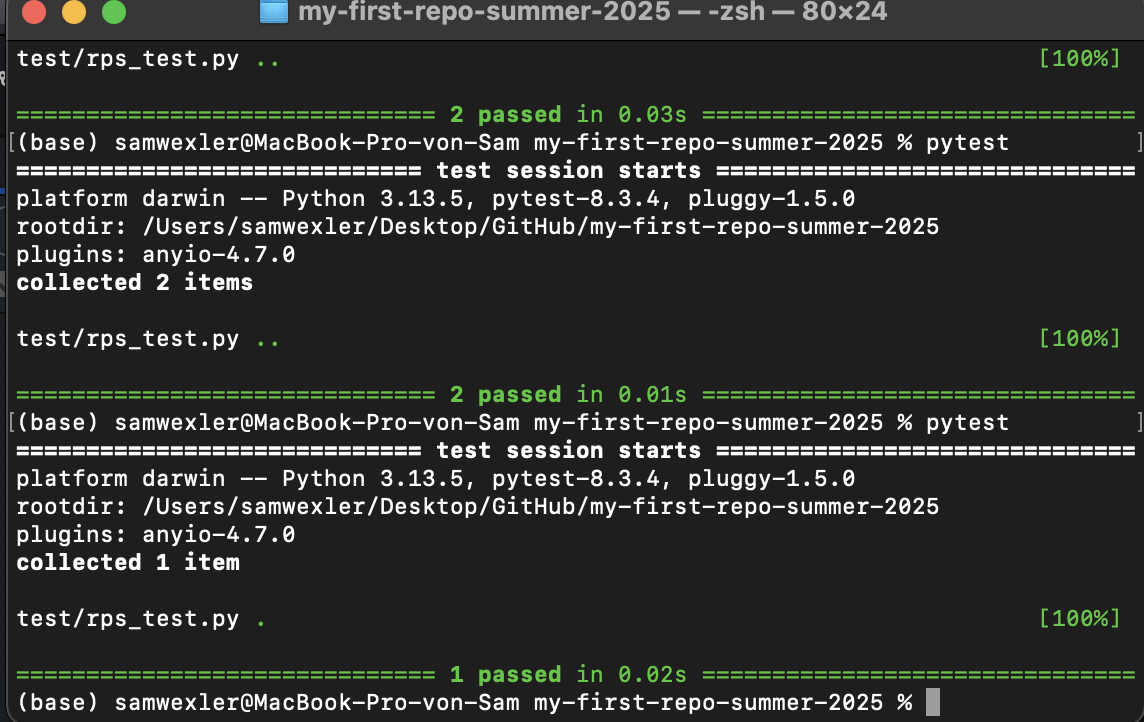 my-first-repo-summer-2025 — -zsh — 80×24
test/rps_test.py .. [100%]
============================== 2 passed in 0.03s ===============================
[(base) samwexler@MacBook-Pro-von-Sam my-first-repo-summer-2025 % pytest ]
============================= test session starts ==============================
platform darwin -- Python 3.13.5, pytest-8.3.4, pluggy-1.5.0
rootdir: /Users/samwexler/Desktop/GitHub/my-first-repo-summer-2025
plugins: anyio-4.7.0
collected 2 items
test/rps_test.py .. [100%]
============================== 2 passed in 0.01s ===============================
[(base) samwexler@MacBook-Pro-von-Sam my-first-repo-summer-2025 % pytest ]
============================= test session starts ==============================
platform darwin -- Python 3.13.5, pytest-8.3.4, pluggy-1.5.0
rootdir: /Users/samwexler/Desktop/GitHub/my-first-repo-summer-2025
plugins: anyio-4.7.0
collected 1 item
test/rps_test.py . [100%]
============================== 1 passed in 0.02s ===============================
(base) samwexler@MacBook-Pro-von-Sam my-first-repo-summer-2025 %